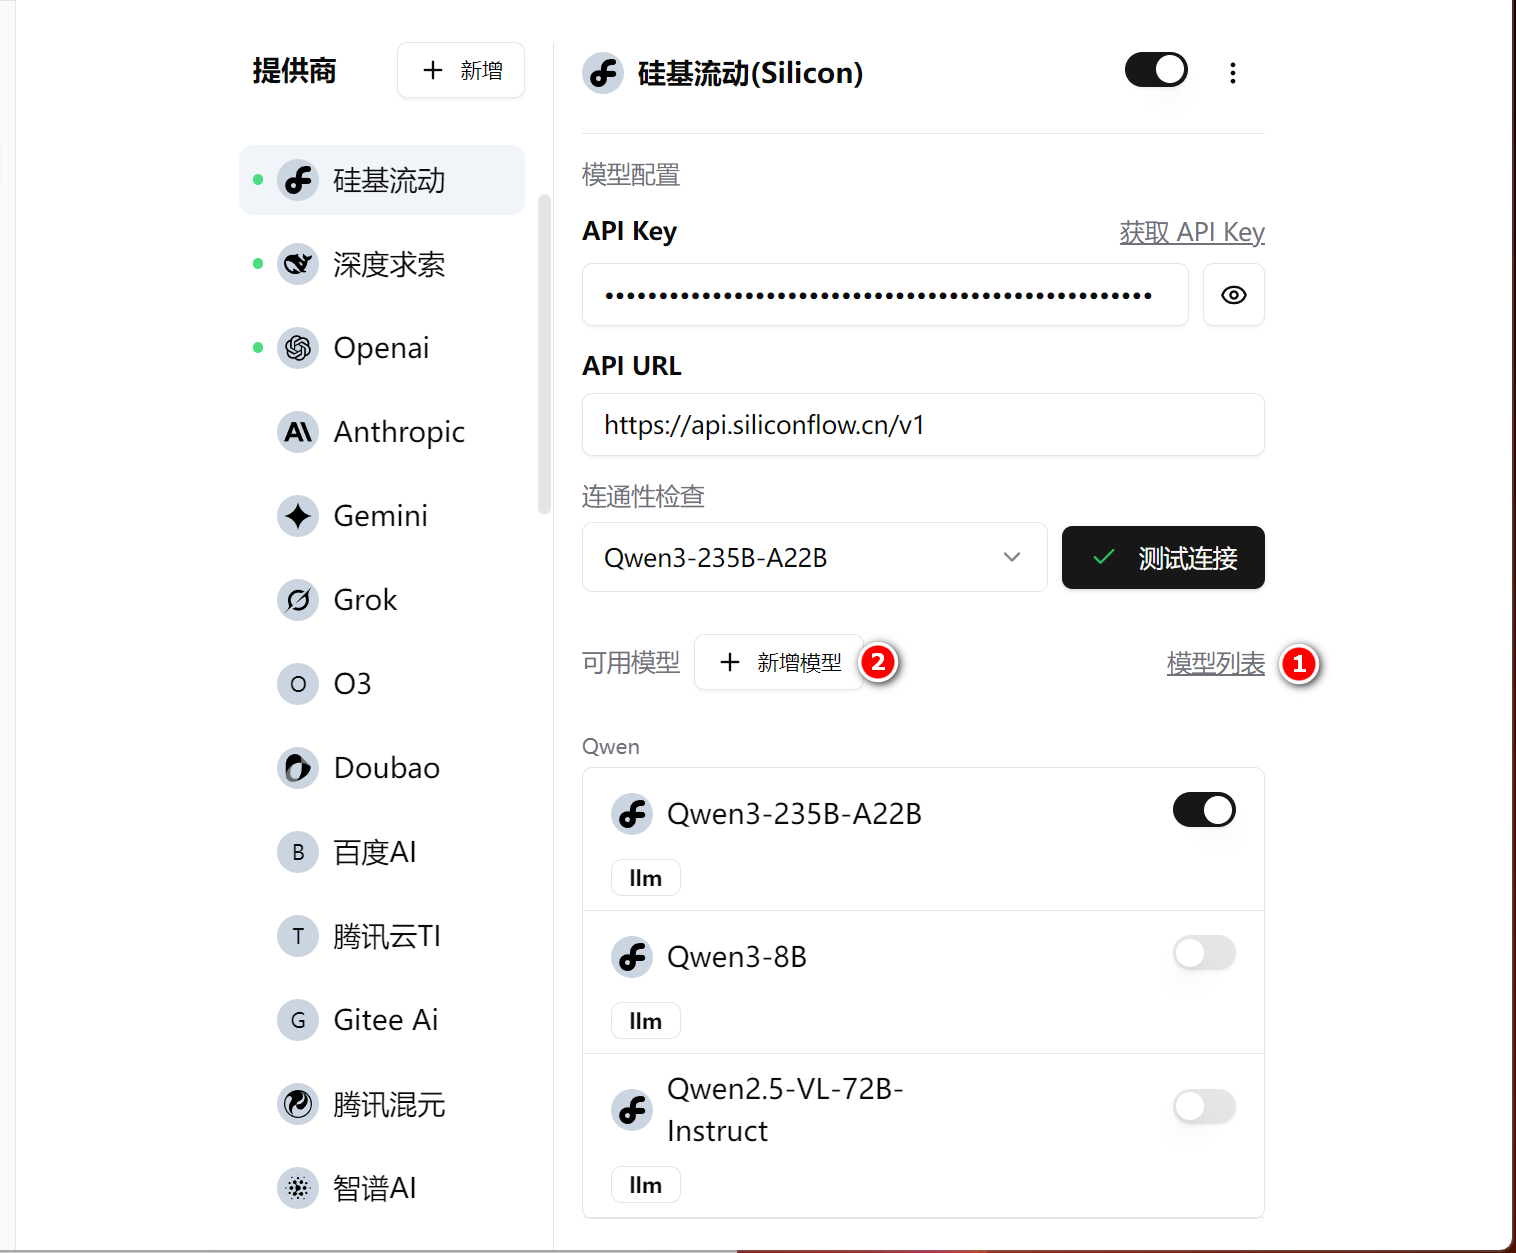 提供商
+ 新增
硅基流动
深度求索
Openai
Anthropic
Gemini
Grok
O O3
Doubao
B 百度AI
T 腾讯云TI
G Gitee Ai
腾讯混元
智谱AI
硅基流动(Silicon)
模型配置
API Key 获取 API Key
••••••••••••••••••••••••••••••••••••••••••••••••••••
API URL
https://api.siliconflow.cn/v1
连通性检查
Qwen3-235B-A22B 测试连接
可用模型 + 新增模型 2 模型列表 1
Qwen
Qwen3-235B-A22B
llm
Qwen3-8B
llm
Qwen2.5-VL-72B-
Instruct
llm